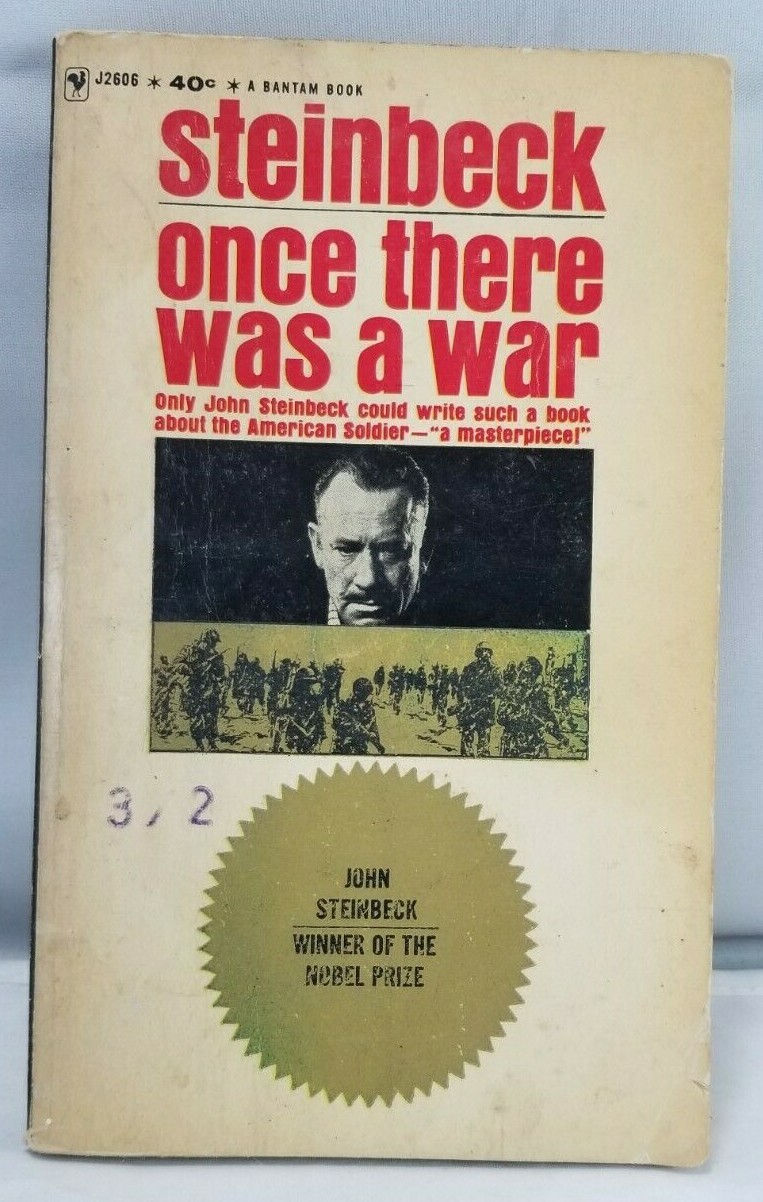 J2606 * 40c * A BANTAM BOOK
steinbeck
once there
was a war
Only John Steinbeck could write such a book
about the American Soldier—"a masterpiece!"
3, 2
JOHN
STEINBECK
WINNER OF THE
NOBEL PRIZE